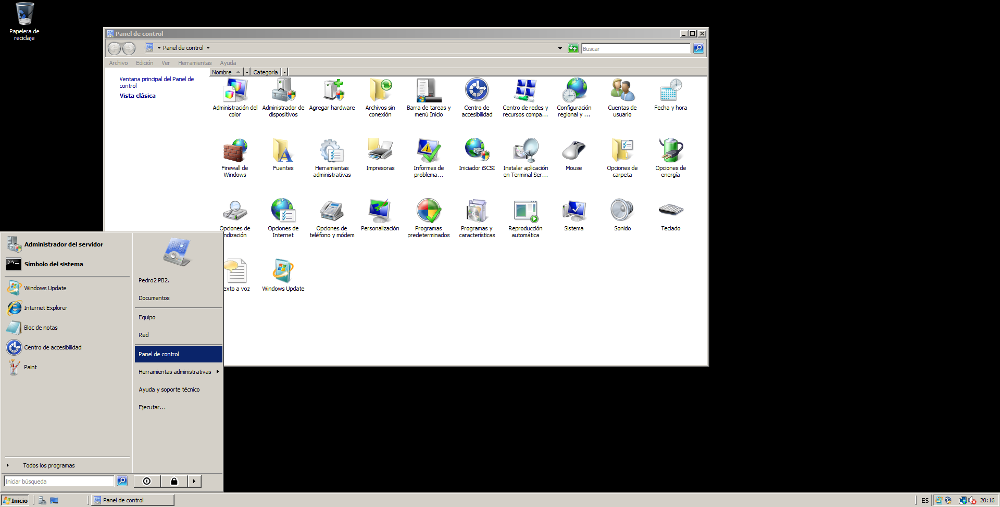 Papelera de
reciclaje
Panel de control
Panel de control
Buscar
Archivo Edición Ver Herramientas Ayuda
Ventana principal del Panel de
control
Vista clásica
Nombre Categoría
Administración del
color
Administrador de
dispositivos
Agregar hardware
Archivos sin
conexión
Barra de tareas y
menú Inicio
Centro de
accesibilidad
Centro de redes y
recursos compa...
Configuración
regional y ...
Cuentas de
usuario
Fecha y hora
Firewall de
Windows
Fuentes
Herramientas
administrativas
Impresoras
Informes de
problema...
Iniciador iSCSI
Instalar aplicación
en Terminal Ser...
Mouse
Opciones de
carpeta
Opciones de
energía
Opciones de
ndización
Opciones de
Internet
Opciones de
teléfono y módem
Personalización
Programas
predeterminados
Programas y
características
Reproducción
automática
Sistema
Sonido
Teclado
exto a voz
Windows Update
Administrador del servidor
C:\
Símbolo del sistema
Windows Update
Internet Explorer
Bloc de notas
Centro de accesibilidad
Paint
Todos los programas
Iniciar búsqueda
Pedro2 PB2.
Documentos
Equipo
Red
Panel de control
Herramientas administrativas
Ayuda y soporte técnico
Ejecutar...
Inicio
Panel de control
ES
20:16